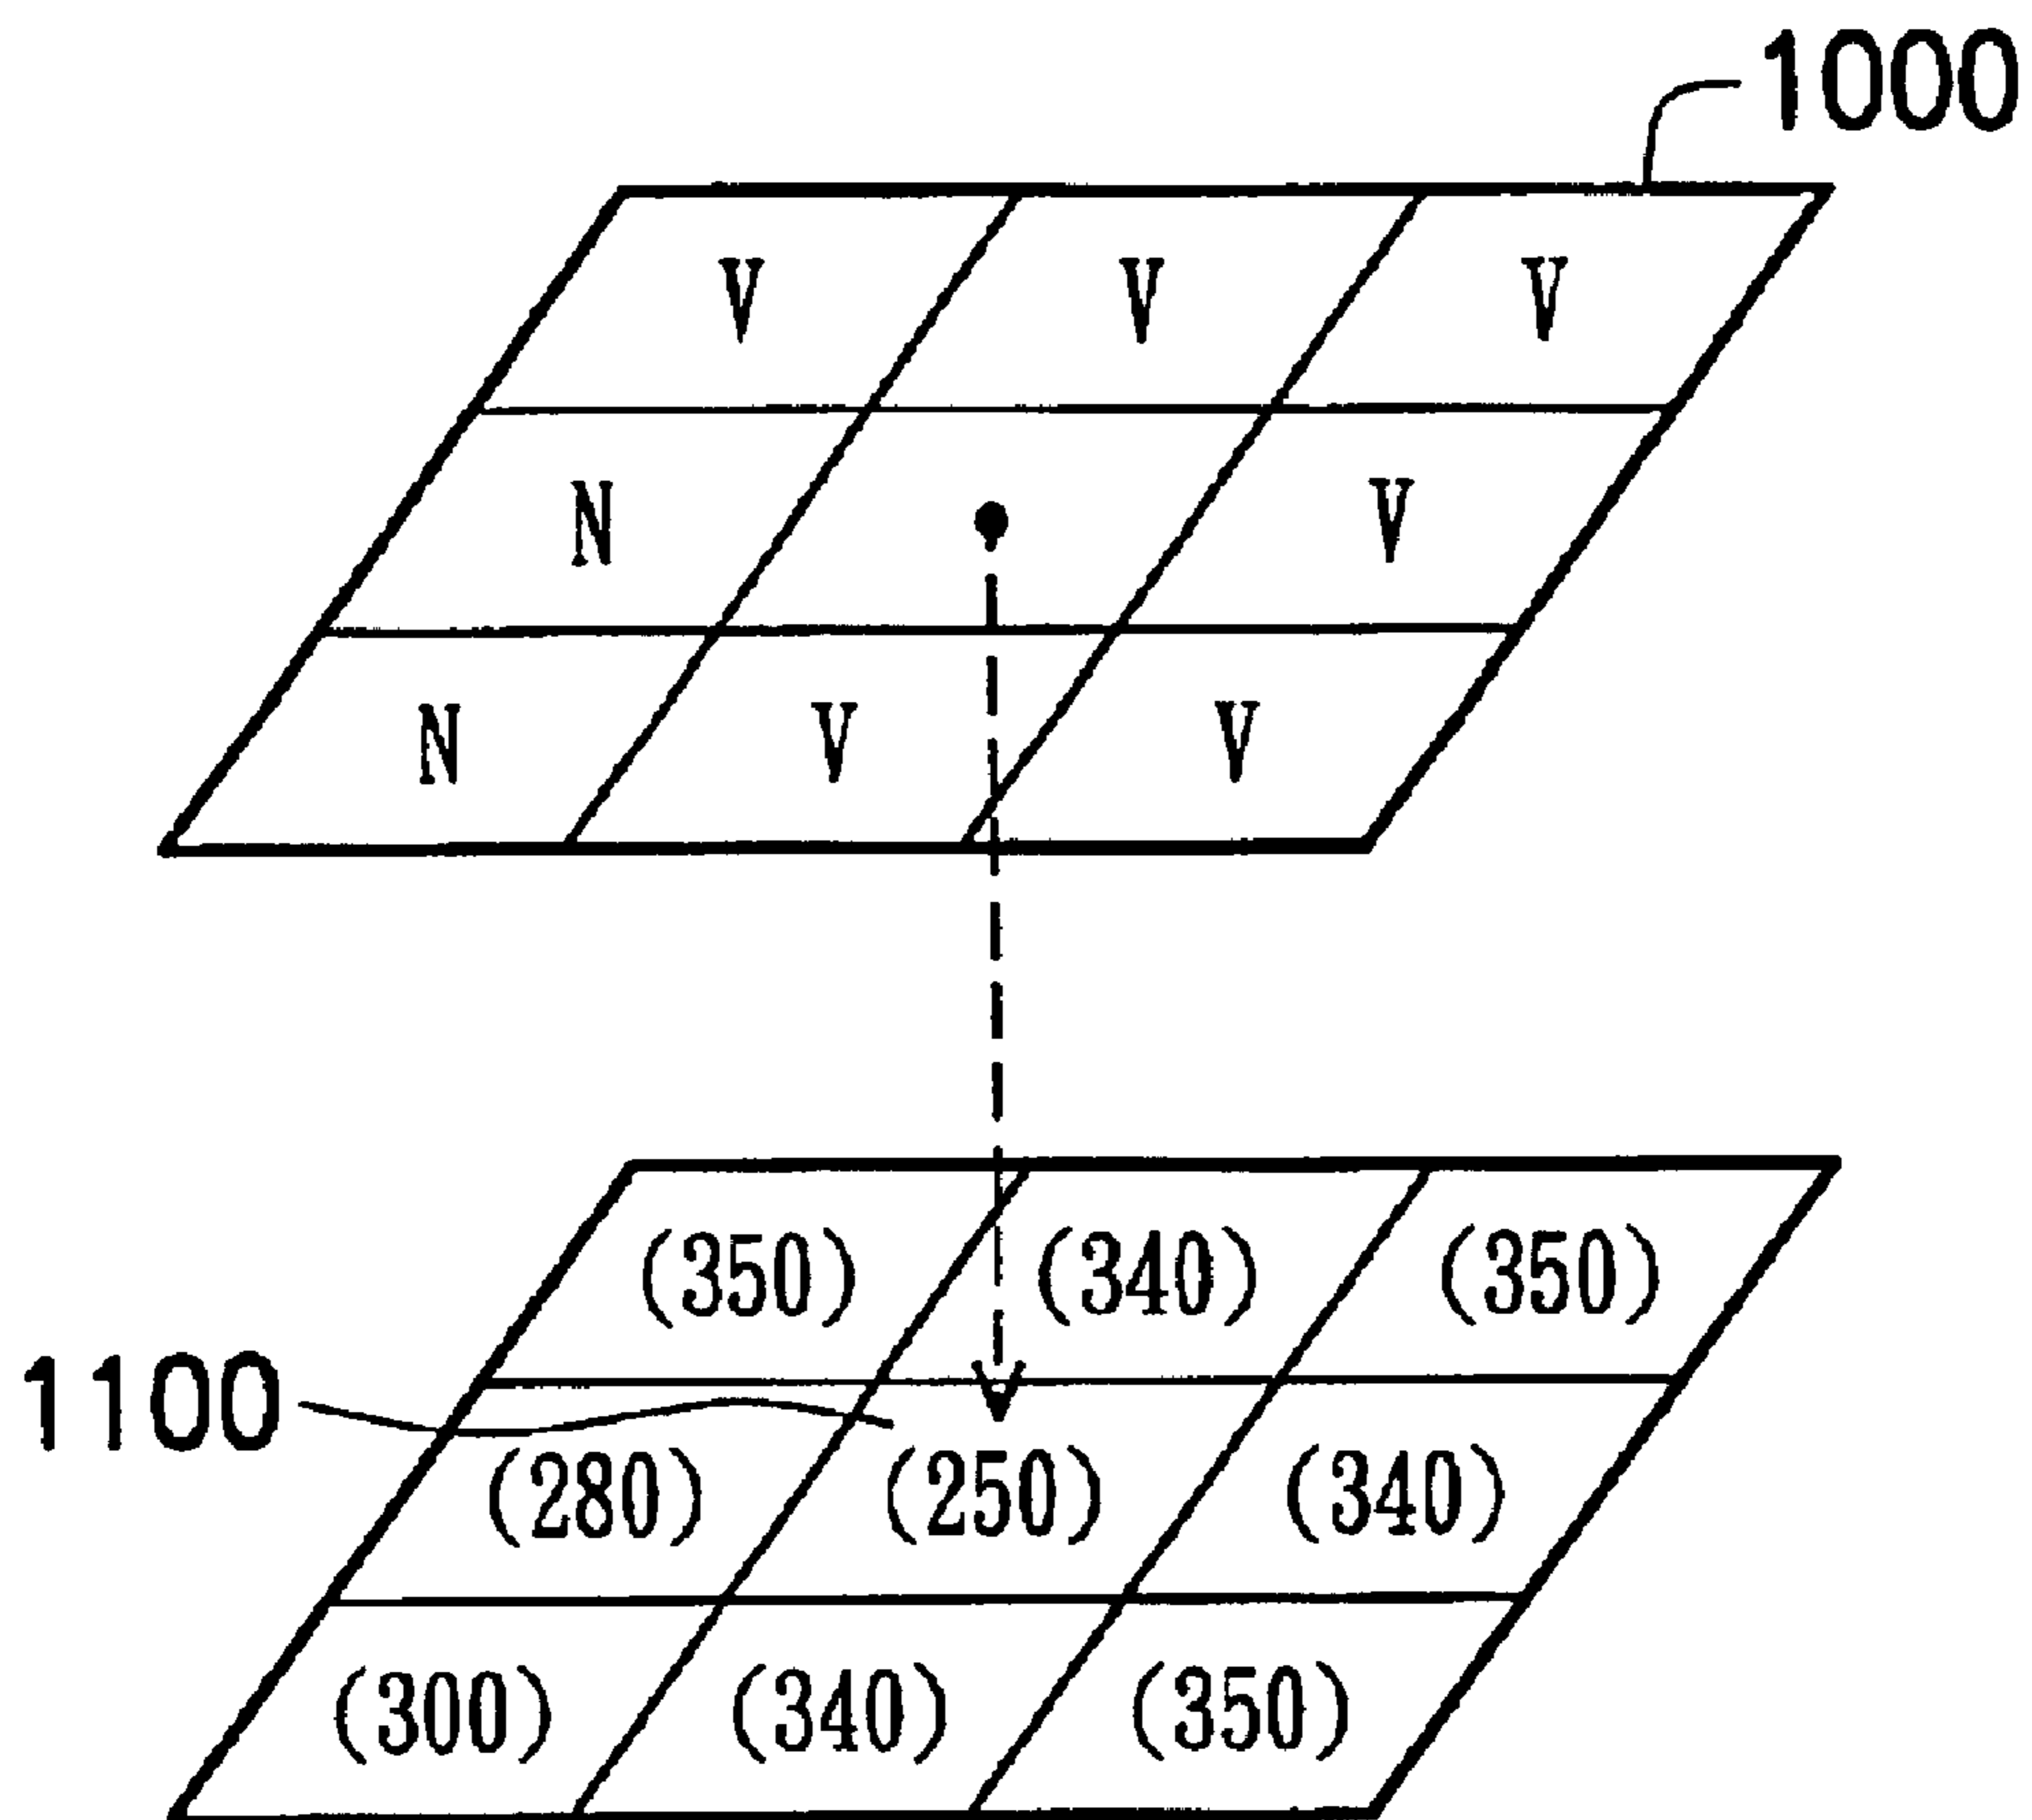 1000
V V V
N V
N V V
(350) (340) (350)
1100
(280) (250) (340)
(300) (340) (350)